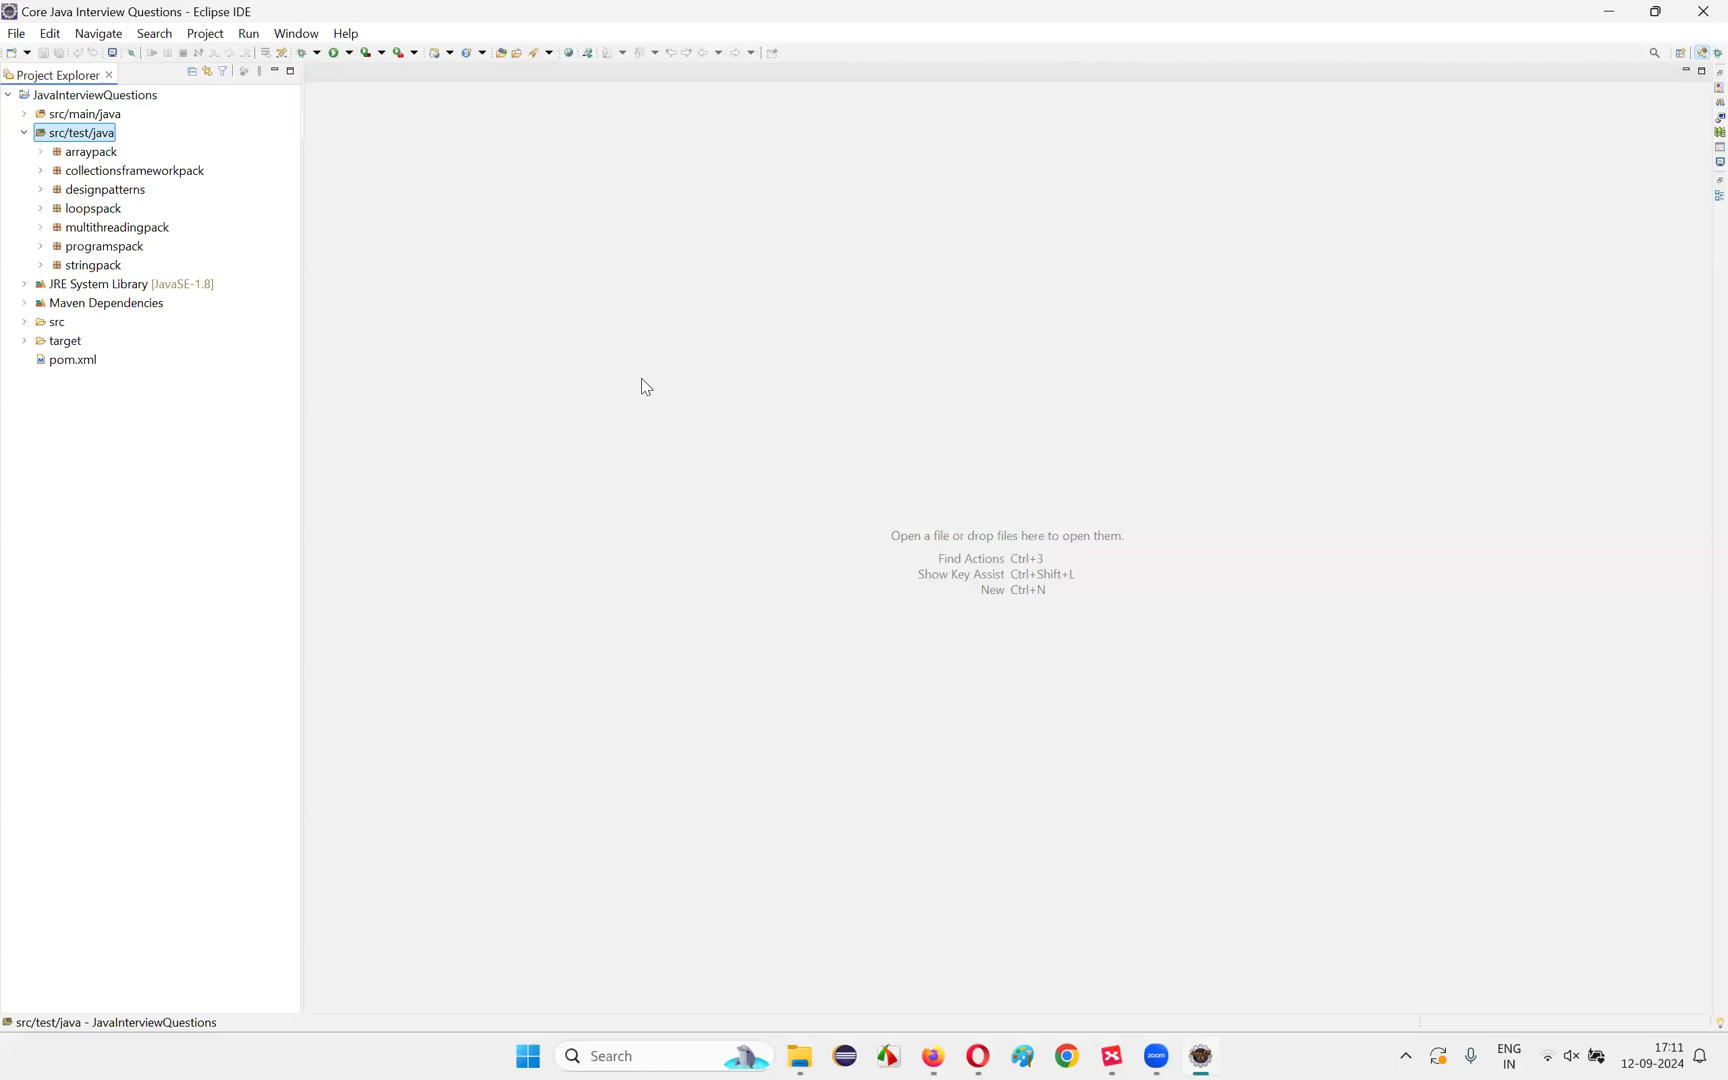 Core Java Interview Questions - Eclipse IDE
File Edit Navigate Search Project Run Window Help
Project Explorer
JavaInterviewQuestions
src/main/java
src/test/java
arraypack
collectionsframeworkpack
designpatterns
loopspack
multithreadingpack
programspack
stringpack
JRE System Library [JavaSE-1.8]
Maven Dependencies
src
target
pom.xml
Open a file or drop files here to open them.
Find Actions Ctrl+3
Show Key Assist Ctrl+Shift+L
New Ctrl+N
src/test/java - JavaInterviewQuestions
Search
zoom
ENG
IN
17:11
12-09-2024